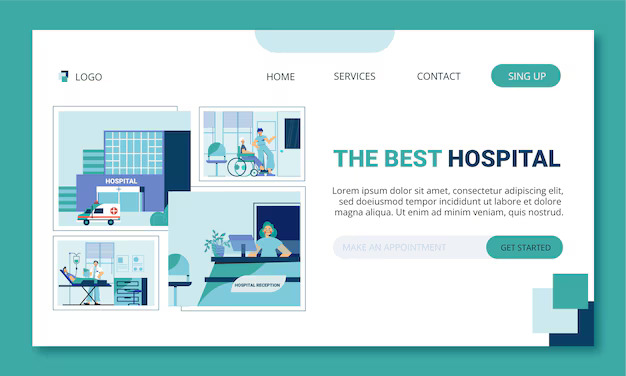 LOGO
HOME
SERVICES
CONTACT
SING UP
HOSPITAL
HOSPITAL RECEPTION
THE BEST HOSPITAL
Lorem ipsum dolor sit amet, consectetur adipiscing elit,
sed eiusmod tempor incidunt ut
labore et dolore magna aliqua. Ut enim ad minim
veniam, quis nostrud.
MAKE AN APPOINTMENT
GET STARTED